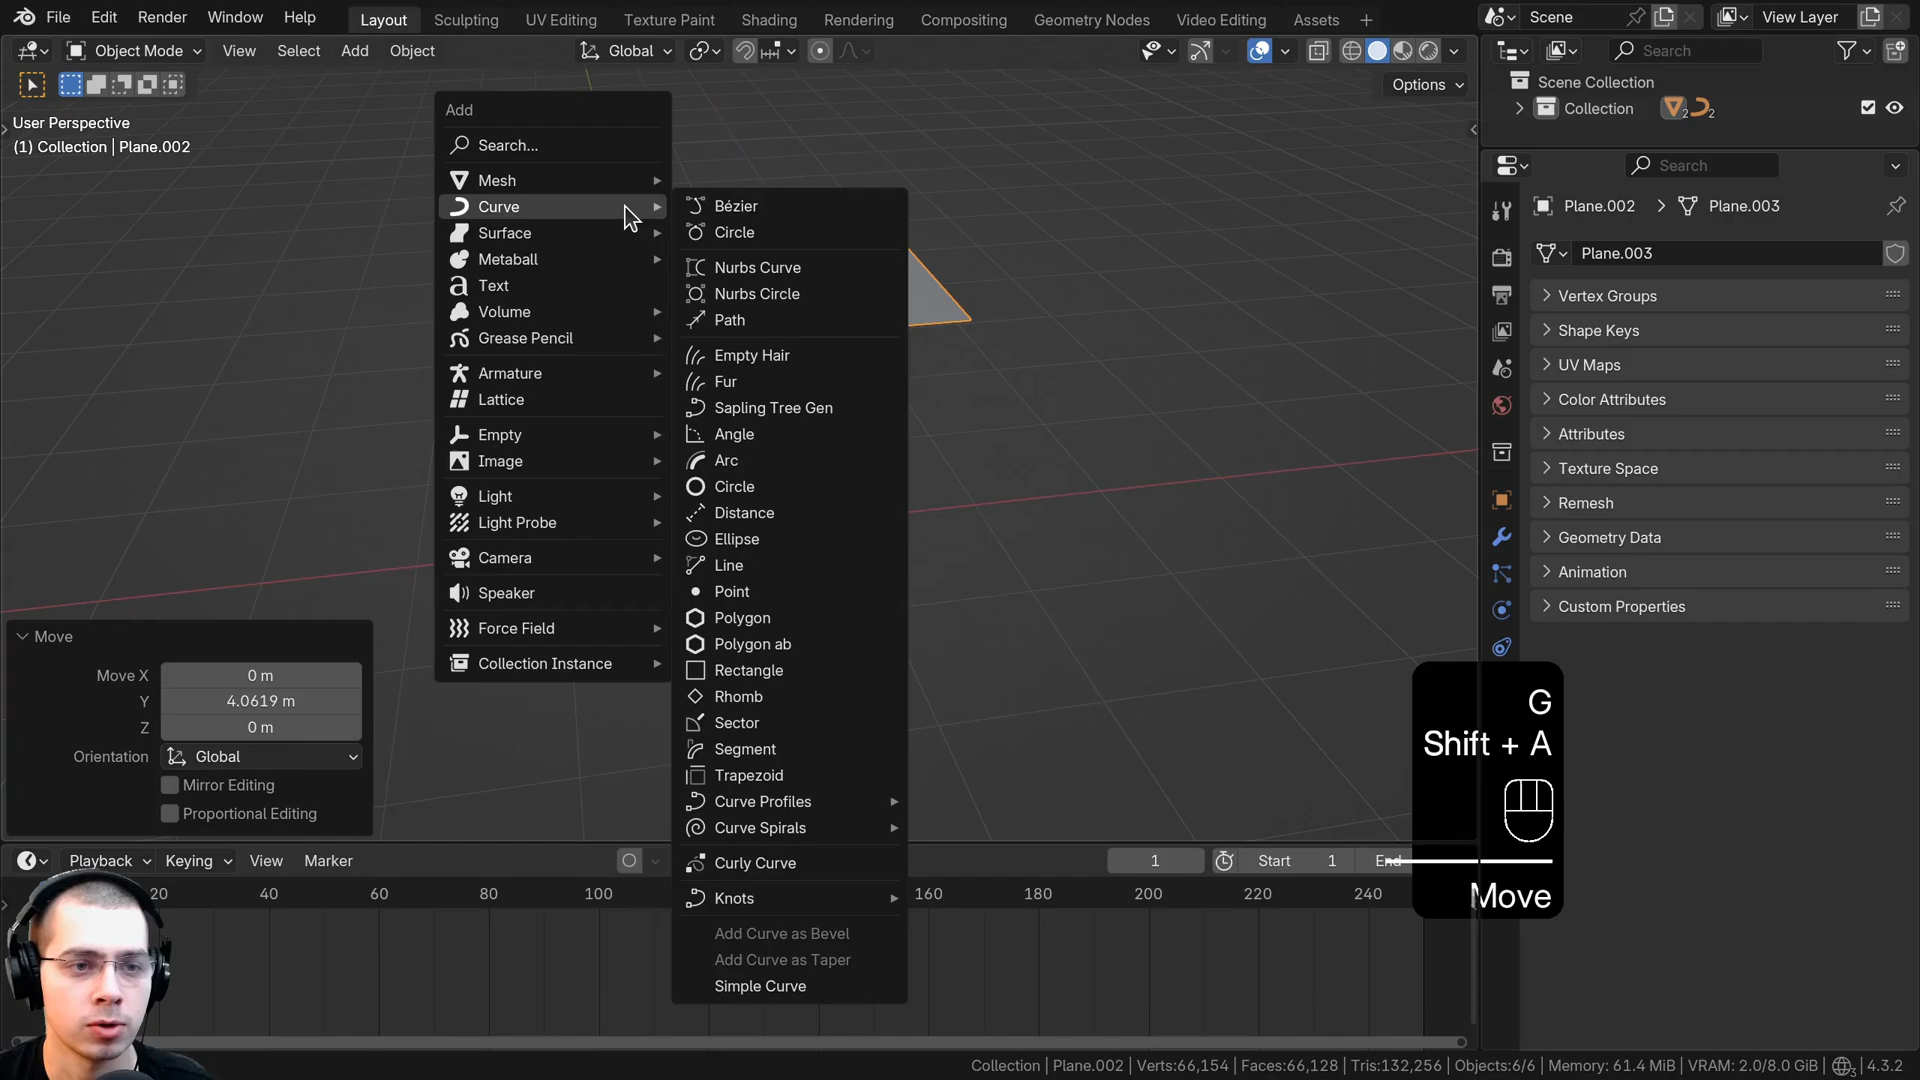 File Edit Render Window Help Layout Sculpting UV Editing Texture Paint Shading Rendering Compositing Geometry Nodes Video Editing Assets + Scene View Layer
Object Mode View Select Add Object Global Search
Options
Scene Collection
Collection 2 2
User Perspective
(1) Collection | Plane.002
Add
Search...
Mesh
Curve
Surface
Metaball
Text
Volume
Grease Pencil
Armature
Lattice
Empty
Image
Light
Light Probe
Camera
Speaker
Force Field
Collection Instance
Bézier
Circle
Nurbs Curve
Nurbs Circle
Path
Empty Hair
Fur
Sapling Tree Gen
Angle
Arc
Circle
Distance
Ellipse
Line
Point
Polygon
Polygon ab
Rectangle
Rhomb
Sector
Segment
Trapezoid
Curve Profiles
Curve Spirals
Curly Curve
Knots
Add Curve as Bevel
Add Curve as Taper
Simple Curve
Search
Plane.002 Plane.003
Plane.003
Vertex Groups
Shape Keys
UV Maps
Color Attributes
Attributes
Texture Space
Remesh
Geometry Data
Animation
Custom Properties
Move
Move X 0 m
Y 4.0619 m
Z 0 m
Orientation Global
Mirror Editing
Proportional Editing
G
Shift + A
Move
Playback Keying View Marker 1 Start 1 End
20 40 60 80 100 160 180 200 220 240
Collection | Plane.002 | Verts:66,154 | Faces:66,128 | Tris:132,256 | Objects:6/6 | Memory: 61.4 MiB | VRAM: 2.0/8.0 GiB | 3 4.3.2